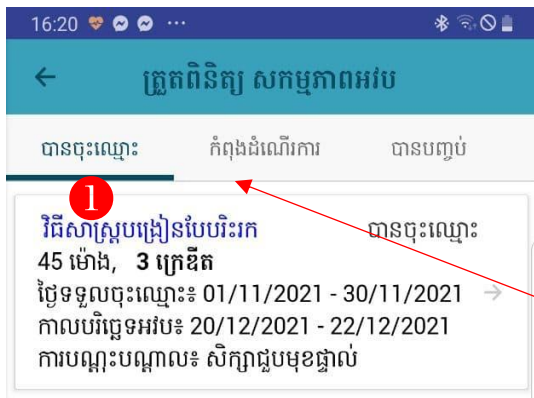 16:20 ...
ត្រួតពិនិត្យ សកម្មភាពអវប
បានចុះឈ្មោះ កំពុងដំណើរការ បានបញ្ចប់
1
វិធីសាស្ត្របង្រៀនបែបរិះរក បានចុះឈ្មោះ
45 ម៉ោង, 3 ក្រេឌីត
ថ្ងៃទទួលចុះឈ្មោះ៖ 01/11/2021 - 30/11/2021
កាលបរិច្ឆេទអវប៖ 20/12/2021 - 22/12/2021
ការបណ្តុះបណ្តាល៖ សិក្សាជួបមុខផ្ទាល់